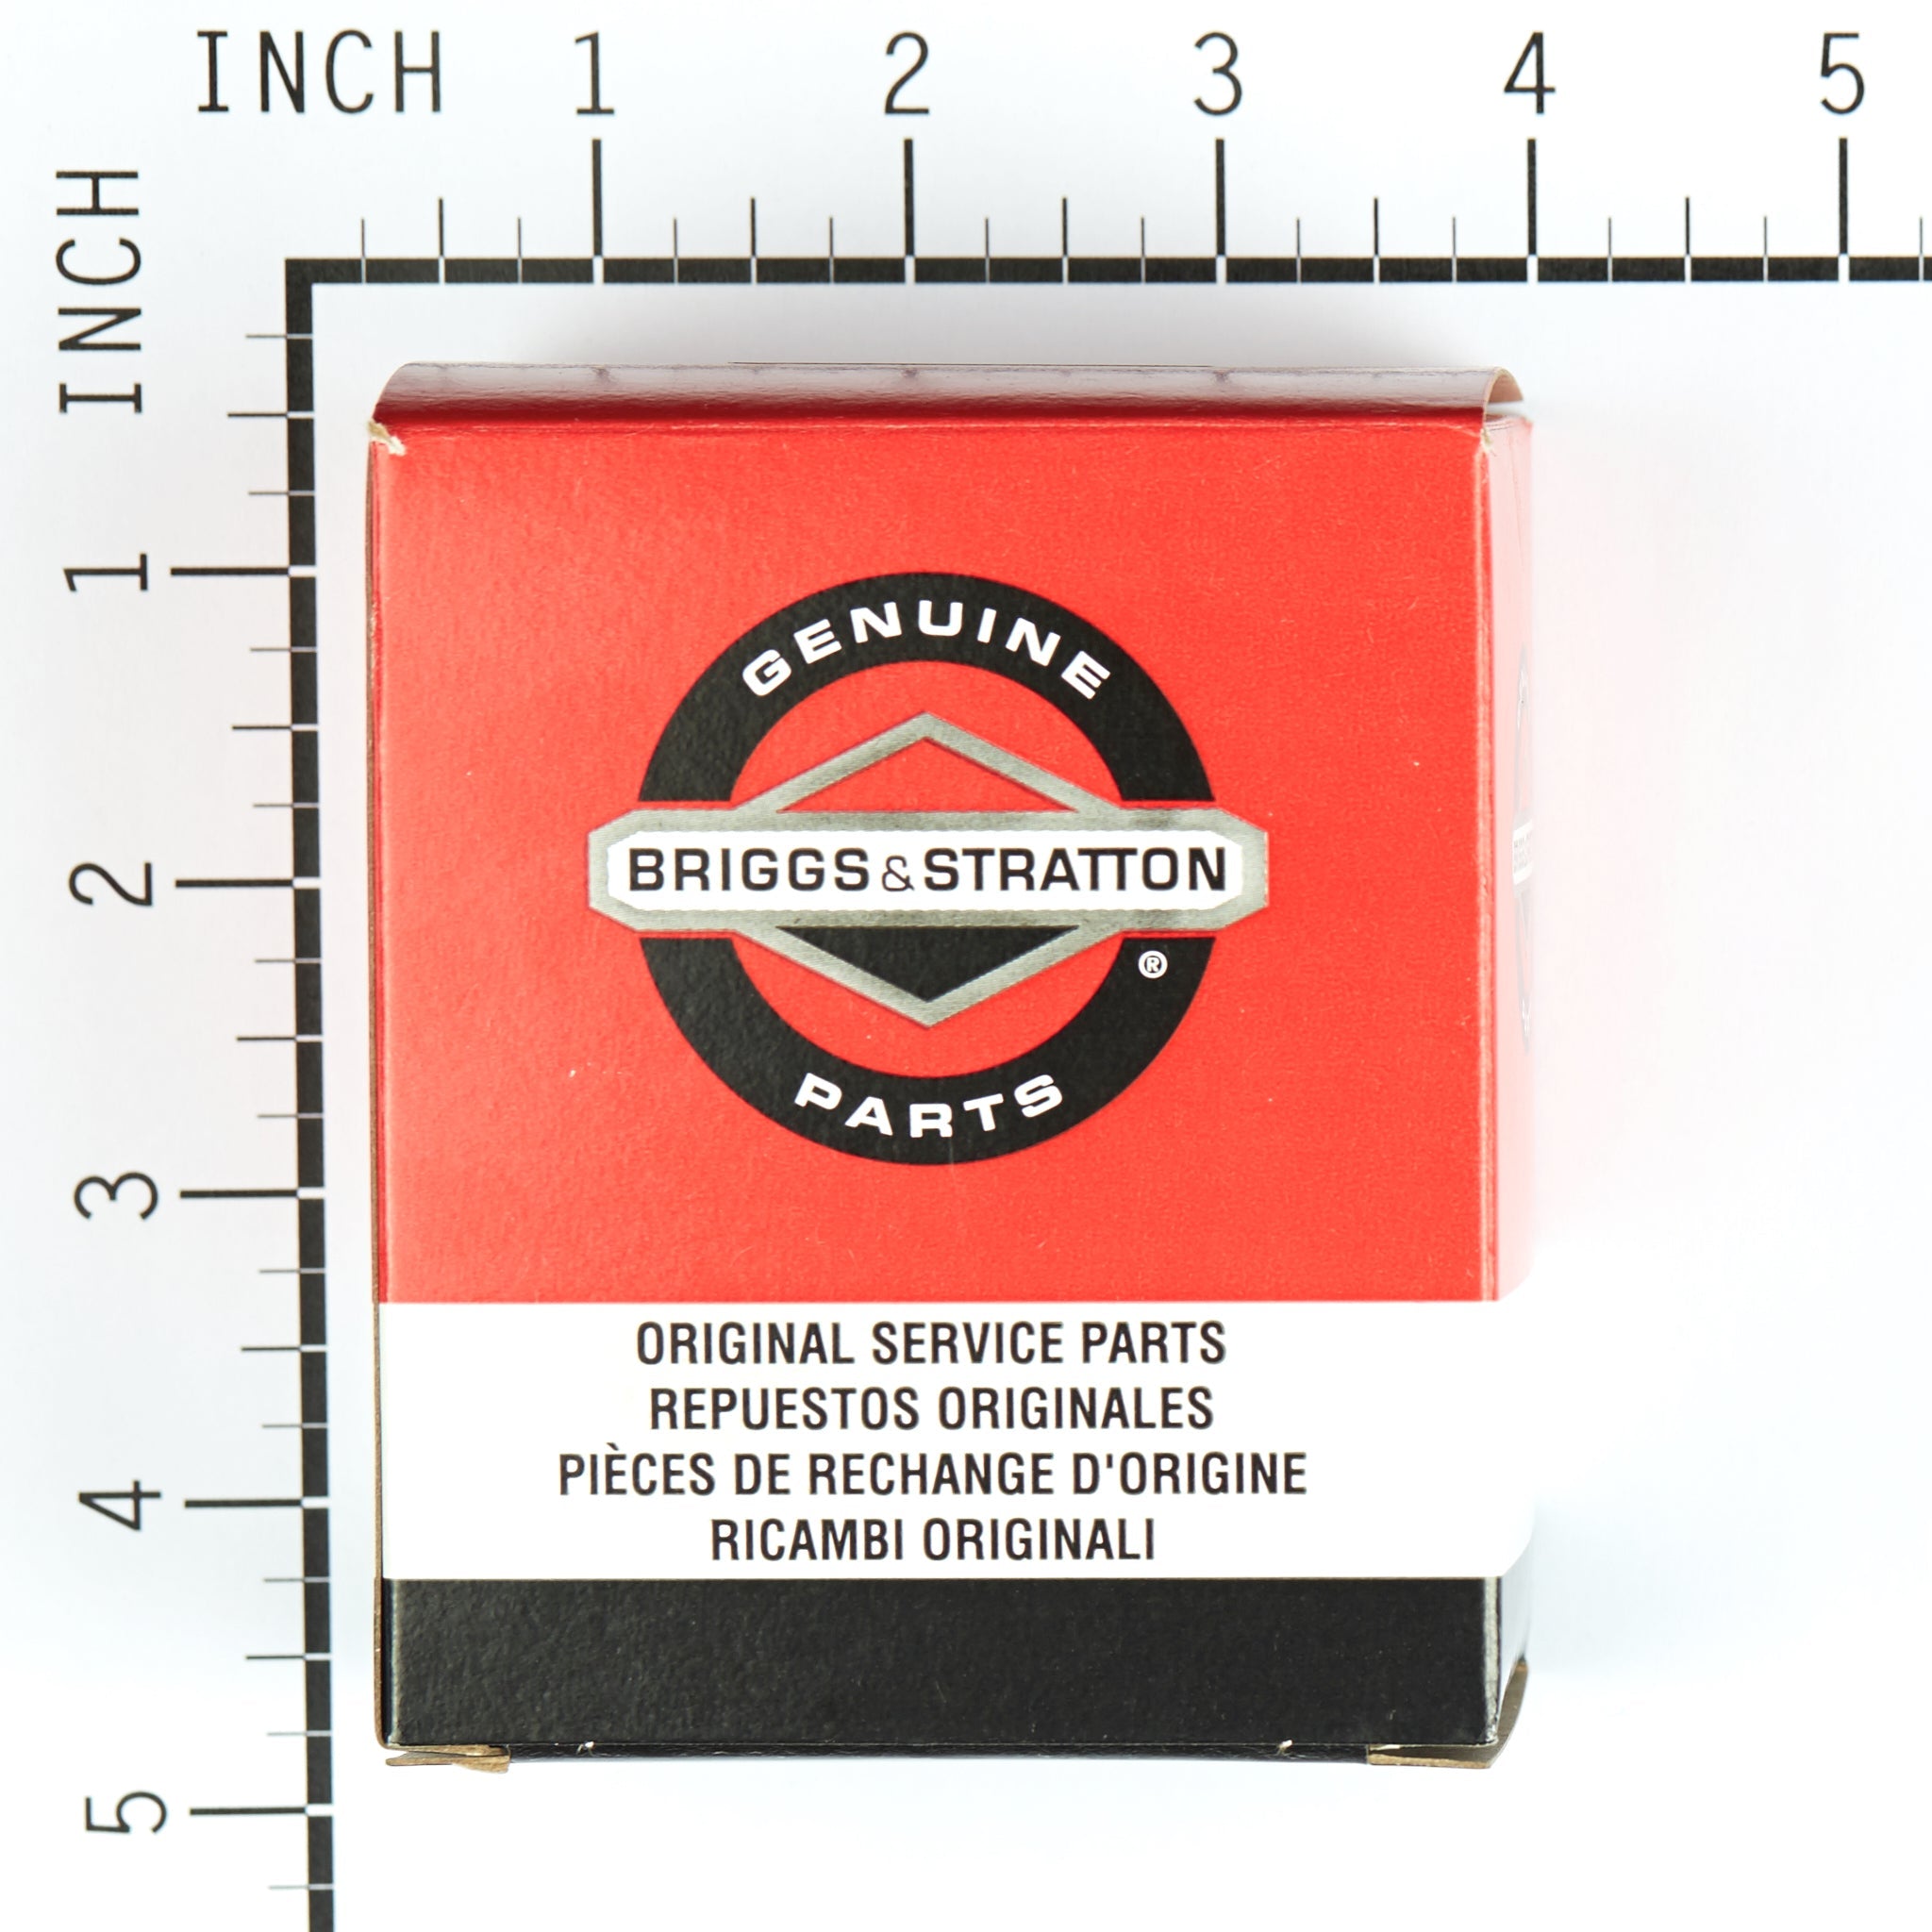 INCH 1 2 3 4 5
INCH
1
2
3
4
5
GENUINE
BRIGGS & STRATTON
®
PARTS
ORIGINAL SERVICE PARTS
REPUESTOS ORIGINALES
PIÈCES DE RECHANGE D'ORIGINE
RICAMBI ORIGINALI